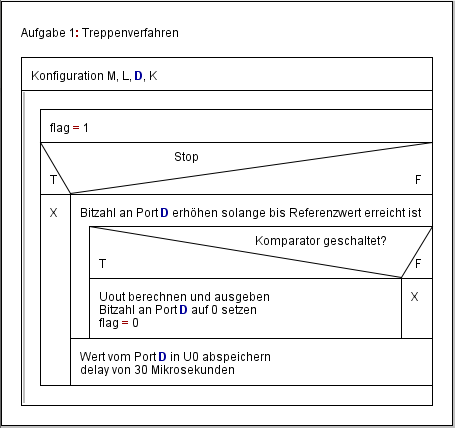 Aufgabe 1: Treppenverfahren
Konfiguration M, L, D, K
flag = 1
Stop
T
F
X
Bitzahl an Port D erhöhen solange bis Referenzwert erreicht ist
Komparator geschaltet?
T
F
Uout berechnen und ausgeben
Bitzahl an Port D auf 0 setzen
flag = 0
X
Wert vom Port D in U0 abspeichern
delay von 30 Mikrosekunden